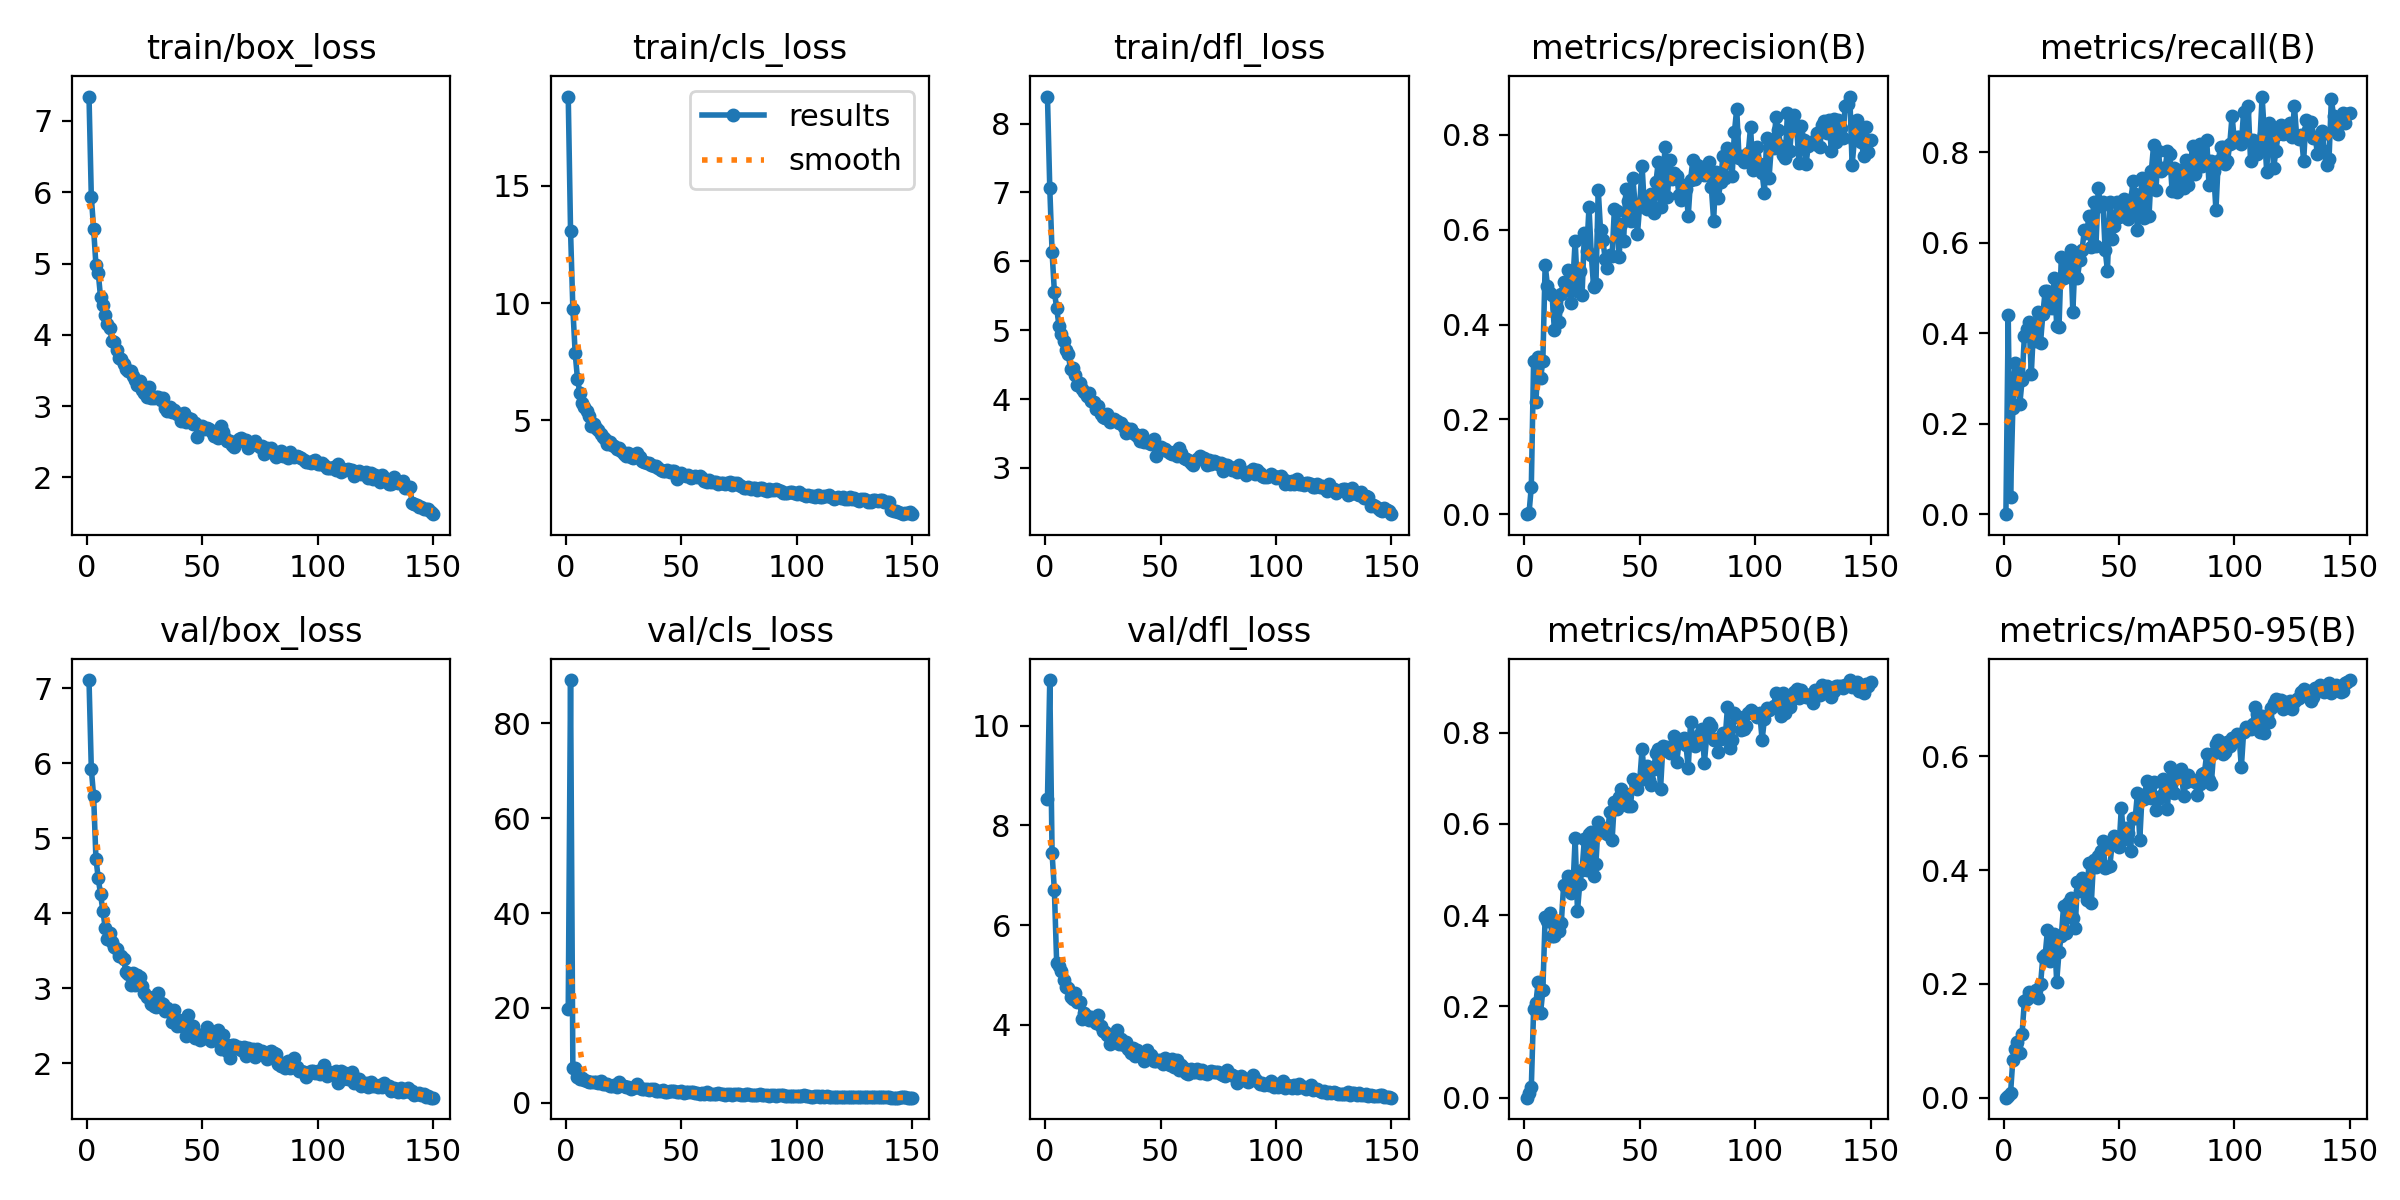 train/box_loss
7
6
5
4
3
2
0 50 100 150
train/cls_loss
results
smooth
15
10
5
0 50 100 150
train/dfl_loss
8
7
6
5
4
3
0 50 100 150
metrics/precision(B)
0.8
0.6
0.4
0.2
0.0
0 50 100 150
metrics/recall(B)
0.8
0.6
0.4
0.2
0.0
0 50 100 150
val/box_loss
7
6
5
4
3
2
0 50 100 150
val/cls_loss
80
60
40
20
0
0 50 100 150
val/dfl_loss
10
8
6
4
0 50 100 150
metrics/mAP50(B)
0.8
0.6
0.4
0.2
0.0
0 50 100 150
metrics/mAP50-95(B)
0.6
0.4
0.2
0.0
0 50 100 150